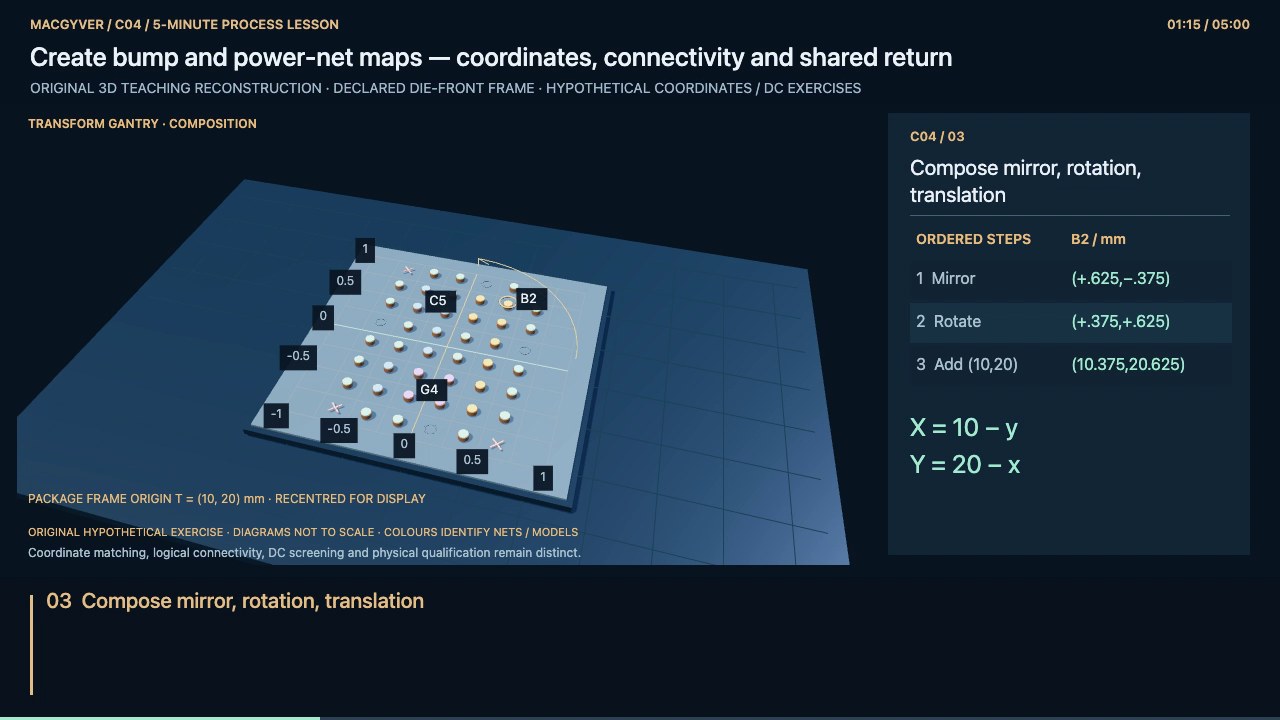 MACGYVER / C04 / 5-MINUTE PROCESS LESSON
01:15 / 05:00
Create bump and power-net maps — coordinates, connectivity and shared return
ORIGINAL 3D TEACHING RECONSTRUCTION · DECLARED DIE-FRONT FRAME · HYPOTHETICAL COORDINATES / DC EXERCISES
TRANSFORM GANTRY · COMPOSITION
1
0.5
0
-0.5
-1
-0.5
0
0.5
1
C5
B2
G4
PACKAGE FRAME ORIGIN T = (10, 20) mm · RECENTRED FOR DISPLAY
ORIGINAL HYPOTHETICAL EXERCISE · DIAGRAMS NOT TO SCALE · COLOURS IDENTIFY NETS / MODELS
Coordinate matching, logical connectivity, DC screening and physical qualification remain distinct.
C04 / 03
Compose mirror, rotation,
translation
ORDERED STEPS B2 / mm
1 Mirror (+.625,−.375)
2 Rotate (+.375,+.625)
3 Add (10,20) (10.375,20.625)
X = 10 − y
Y = 20 − x
03 Compose mirror, rotation, translation